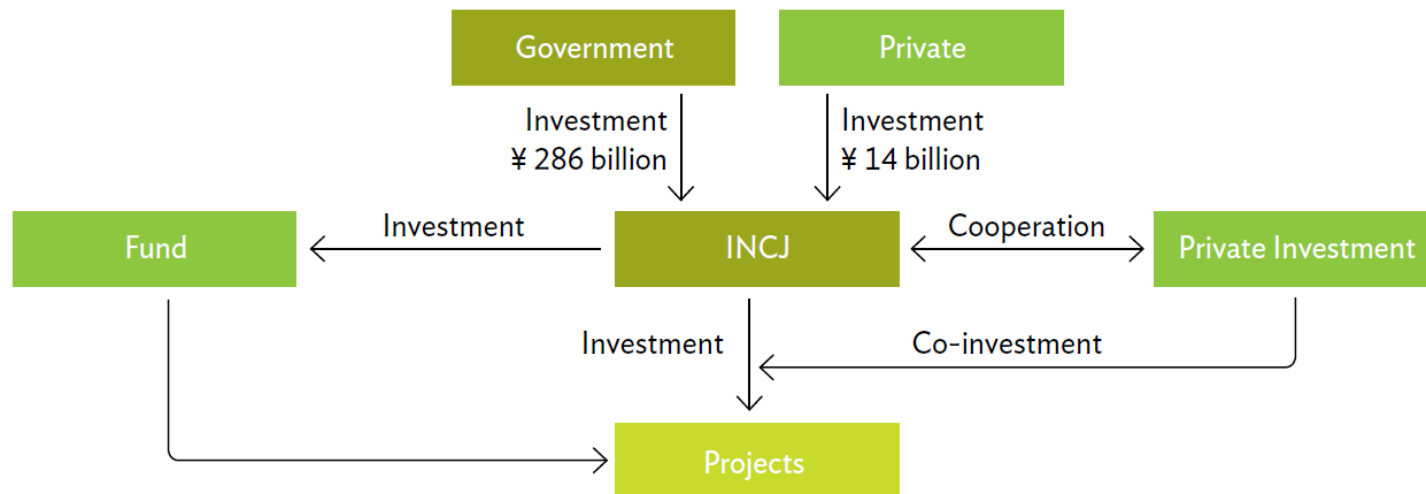 Government
Private
Investment
¥ 286 billion
Investment
¥ 14 billion
Fund
Investment
INCJ
Cooperation
Private Investment
Investment
Co-investment
Projects